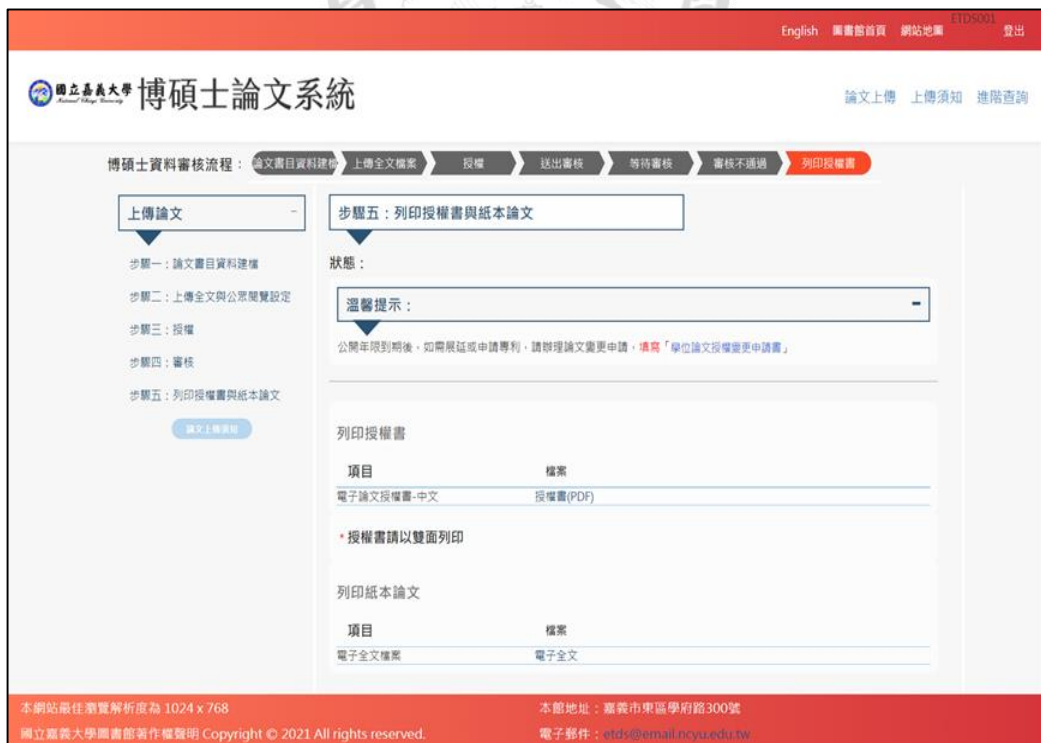 ETDS001
English 圖書館首頁 網站地圖 登出
國立嘉義大學 博碩士論文系統
National Chiayi University
論文上傳 上傳須知 進階查詢
博碩士資料審核流程： 論文書目資料建檔 上傳全文檔案 授權 送出審核 等待審核 審核不通過 列印授權書
上傳論文 −
步驟一：論文書目資料建檔
步驟二：上傳全文與公眾閱覽設定
步驟三：授權
步驟四：審核
步驟五：列印授權書與紙本論文
論文上傳須知
步驟五：列印授權書與紙本論文
狀態：
溫馨提示： −
公開年限到期後，如需展延或申請專利，請辦理論文變更申請，填寫「學位論文授權變更申請書」
列印授權書
項目 檔案
電子論文授權書-中文 授權書(PDF)
*授權書請以雙面列印
列印紙本論文
項目 檔案
電子全文檔案 電子全文
本網站最佳瀏覽解析度為 1024 x 768
國立嘉義大學圖書館著作權聲明 Copyright © 2021 All rights reserved.
本館地址：嘉義市東區學府路300號
電子郵件：etds@email.ncyu.edu.tw